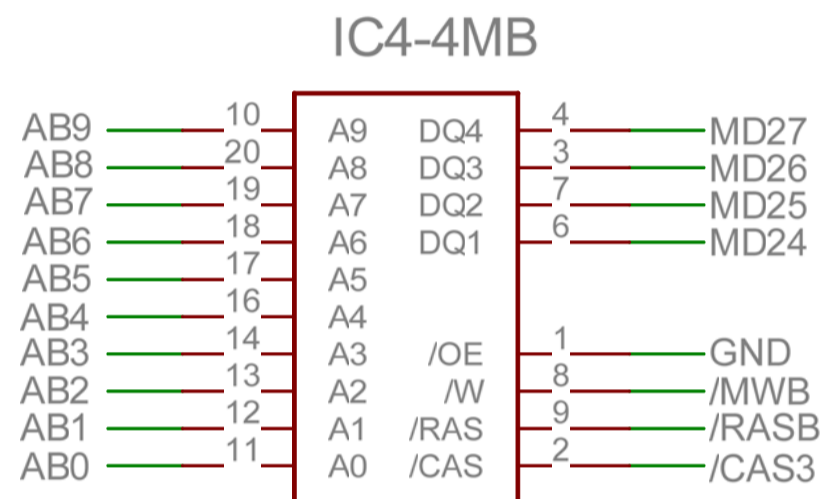 IC4-4MB
AB9 10 A9 DQ4 4 MD27
AB8 20 A8 DQ3 3 MD26
AB7 19 A7 DQ2 7 MD25
AB6 18 A6 DQ1 6 MD24
AB5 17 A5
AB4 16 A4
AB3 14 A3 /OE 1 GND
AB2 13 A2 /W 8 /MWB
AB1 12 A1 /RAS 9 /RASB
AB0 11 A0 /CAS 2 /CAS3